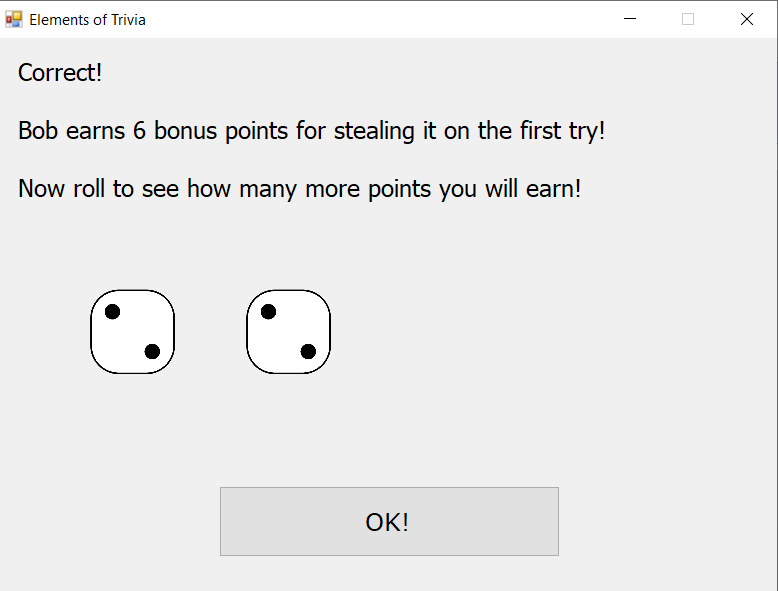 Elements of Trivia
Correct!
Bob earns 6 bonus points for stealing it on the first try!
Now roll to see how many more points you will earn!
OK!